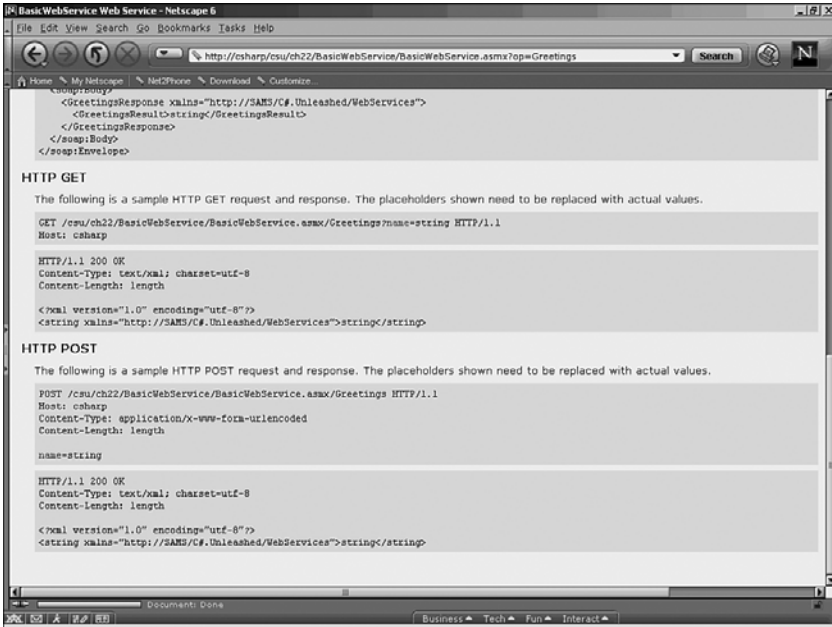 BasicWebService Web Service - Netscape 6
File Edit View Search Go Bookmarks Tasks Help
http://csharp/csu/ch22/BasicWebService/BasicWebService.asmx?op=Greetings
Search
N
Home My Netscape Net2Phone Download Customize...
<soap:Body>
<GreetingsResponse xmlns="http://SAMS/C#.Unleashed/WebServices">
<GreetingsResult>string</GreetingsResult>
</GreetingsResponse>
</soap:Body>
</soap:Envelope>
HTTP GET
The following is a sample HTTP GET request and response. The placeholders shown need to be replaced with actual values.
GET /csu/ch22/BasicWebService/BasicWebService.asmx/Greetings?name=string HTTP/1.1
Host: csharp
HTTP/1.1 200 OK
Content-Type: text/xml; charset=utf-8
Content-Length: length
<?xml version="1.0" encoding="utf-8"?>
<string xmlns="http://SAMS/C#.Unleashed/WebServices">string</string>
HTTP POST
The following is a sample HTTP POST request and response. The placeholders shown need to be replaced with actual values.
POST /csu/ch22/BasicWebService/BasicWebService.asmx/Greetings HTTP/1.1
Host: csharp
Content-Type: application/x-www-form-urlencoded
Content-Length: length
name=string
HTTP/1.1 200 OK
Content-Type: text/xml; charset=utf-8
Content-Length: length
<?xml version="1.0" encoding="utf-8"?>
<string xmlns="http://SAMS/C#.Unleashed/WebServices">string</string>
Document: Done
Business Tech Fun Interact